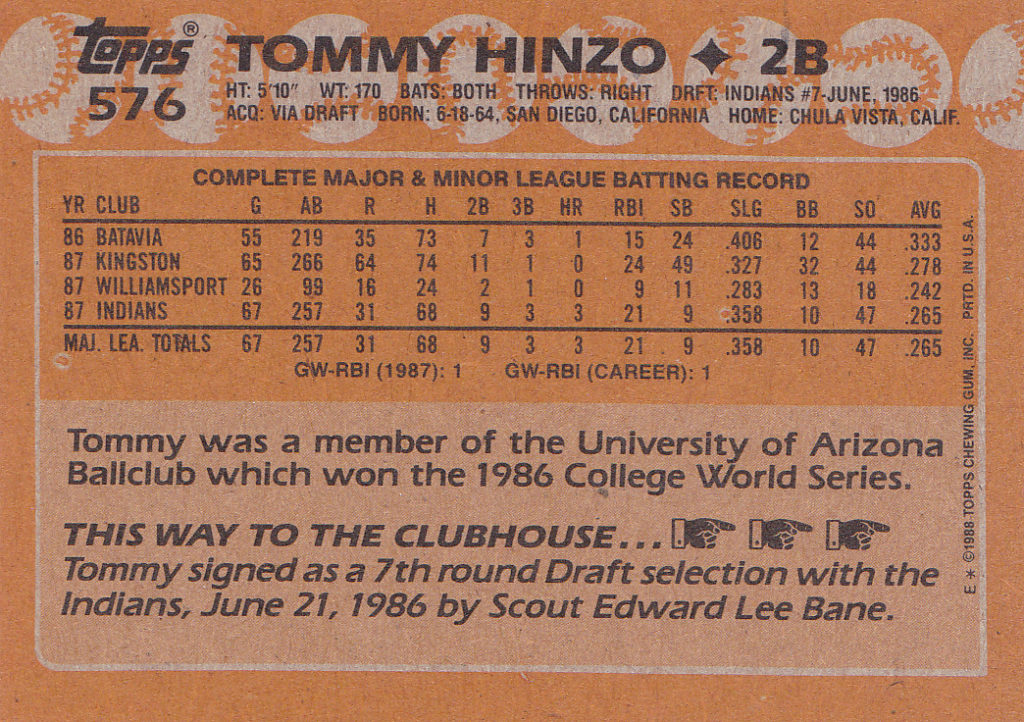 topps® TOMMY HINZO ✦ 2B
576 HT: 5'10" WT: 170 BATS: BOTH THROWS: RIGHT DRFT: INDIANS #7-JUNE, 1986
ACQ: VIA DRAFT BORN: 6-18-64, SAN DIEGO, CALIFORNIA HOME: CHULA VISTA, CALIF.
COMPLETE MAJOR & MINOR LEAGUE BATTING RECORD
YR CLUB G AB R H 2B 3B HR RBI SB SLG BB SO AVG
86 BATAVIA 55 219 35 73 7 3 1 15 24 .406 12 44 .333
87 KINGSTON 65 266 64 74 11 1 0 24 49 .327 32 44 .278
87 WILLIAMSPORT 26 99 16 24 2 1 0 9 11 .283 13 18 .242
87 INDIANS 67 257 31 68 9 3 3 21 9 .358 10 47 .265
MAJ. LEA. TOTALS 67 257 31 68 9 3 3 21 9 .358 10 47 .265
GW-RBI (1987): 1 GW-RBI (CAREER): 1
Tommy was a member of the University of Arizona
Ballclub which won the 1986 College World Series.
THIS WAY TO THE CLUBHOUSE...
Tommy signed as a 7th round Draft selection with the
Indians, June 21, 1986 by Scout Edward Lee Bane.
E * ©1988 TOPPS CHEWING GUM, INC. PRTD. IN U.S.A.